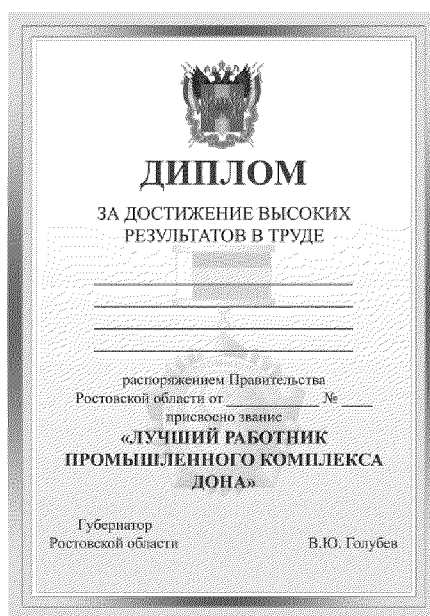 ДИПЛОМ
ЗА ДОСТИЖЕНИЕ ВЫСОКИХ
РЕЗУЛЬТАТОВ В ТРУДЕ
распоряжением Правительства
Ростовской области от ____________ № ____
присвоено звание
«ЛУЧШИЙ РАБОТНИК
ПРОМЫШЛЕННОГО КОМПЛЕКСА
ДОНА»
Губернатор
Ростовской области В.Ю. Голубев